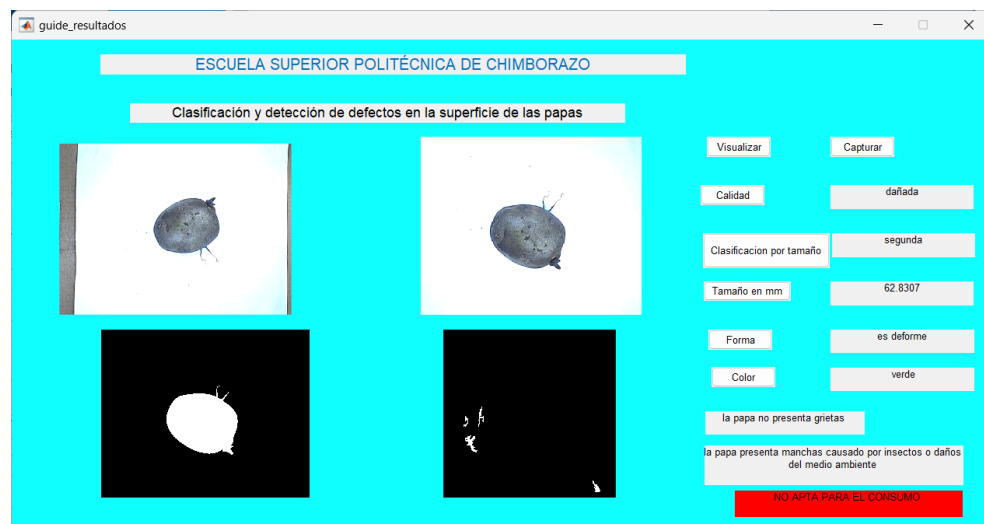 guide_resultados
ESCUELA SUPERIOR POLITÉCNICA DE CHIMBORAZO
Clasificación y detección de defectos en la superficie de las papas
Visualizar
Capturar
Calidad
dañada
Clasificacion por tamaño
segunda
Tamaño en mm
62.8307
Forma
es deforme
Color
verde
la papa no presenta grietas
la papa presenta manchas causado por insectos o daños
del medio ambiente
NO APTA PARA EL CONSUMO